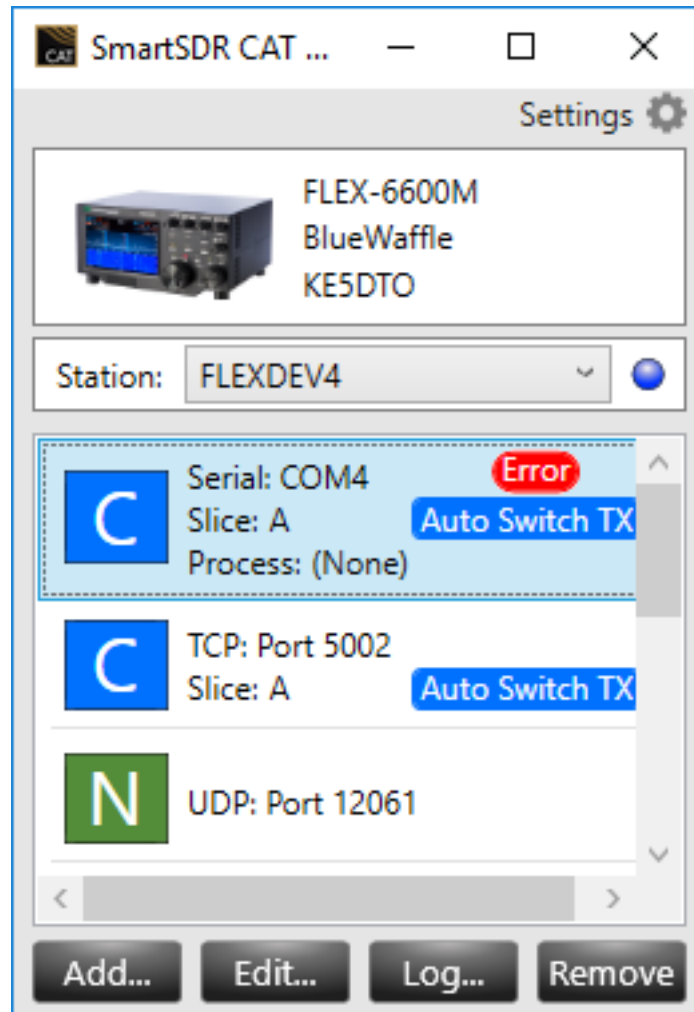 CAT SmartSDR CAT ...
Settings
FLEX-6600M
BlueWaffle
KE5DTO
Station: FLEXDEV4
C
Serial: COM4 Error
Slice: A Auto Switch TX
Process: (None)
C
TCP: Port 5002
Slice: A Auto Switch TX
N
UDP: Port 12061
Add... Edit... Log... Remove